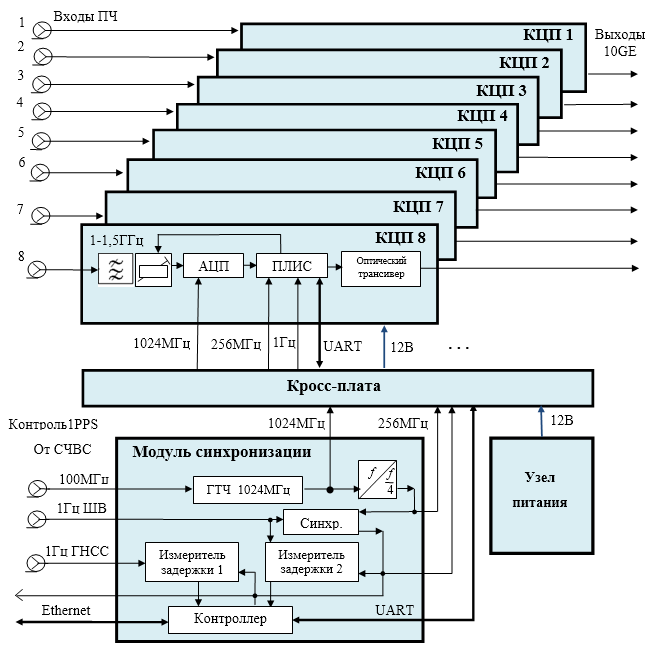 1 Входы ПЧ
КЦП 1
Выходы
10GE
2
КЦП 2
3
КЦП 3
4
КЦП 4
5
КЦП 5
6
КЦП 6
7
КЦП 7
КЦП 8
1-1,5ГГц
8
АЦП
ПЛИС
Оптический
трансивер
1024МГц
256МГц
1Гц
UART
12В
. . .
Кросс-плата
Контроль1PPS
1024МГц
256МГц
12В
От СЧВС
Модуль синхронизации
Узел
питания
100МГц
ГТЧ 1024МГц
f
f
4
1Гц ШВ
Синхр.
1Гц ГНСС
Измеритель
задержки 1
Измеритель
задержки 2
Ethernet
UART
Контроллер